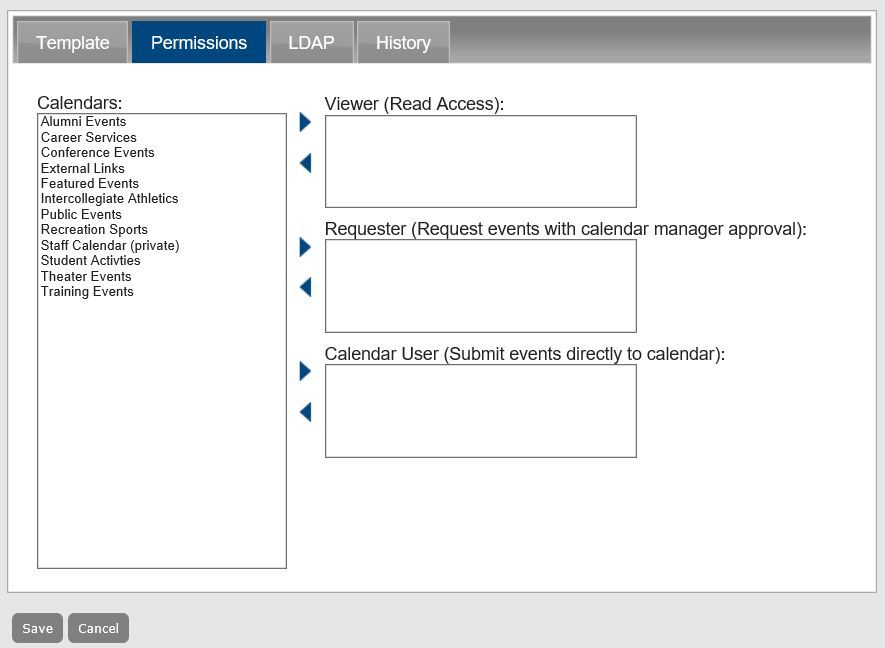 Template Permissions LDAP History
Calendars:
Alumni Events
Career Services
Conference Events
External Links
Featured Events
Intercollegiate Athletics
Public Events
Recreation Sports
Staff Calendar (private)
Student Activties
Theater Events
Training Events
Viewer (Read Access):
Requester (Request events with calendar manager approval):
Calendar User (Submit events directly to calendar):
Save Cancel